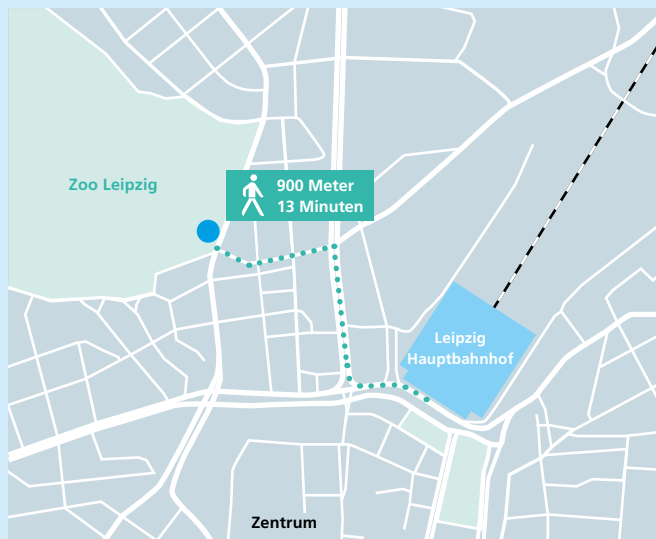 Zoo Leipzig
900 Meter
13 Minuten
Leipzig
Hauptbahnhof
Zentrum